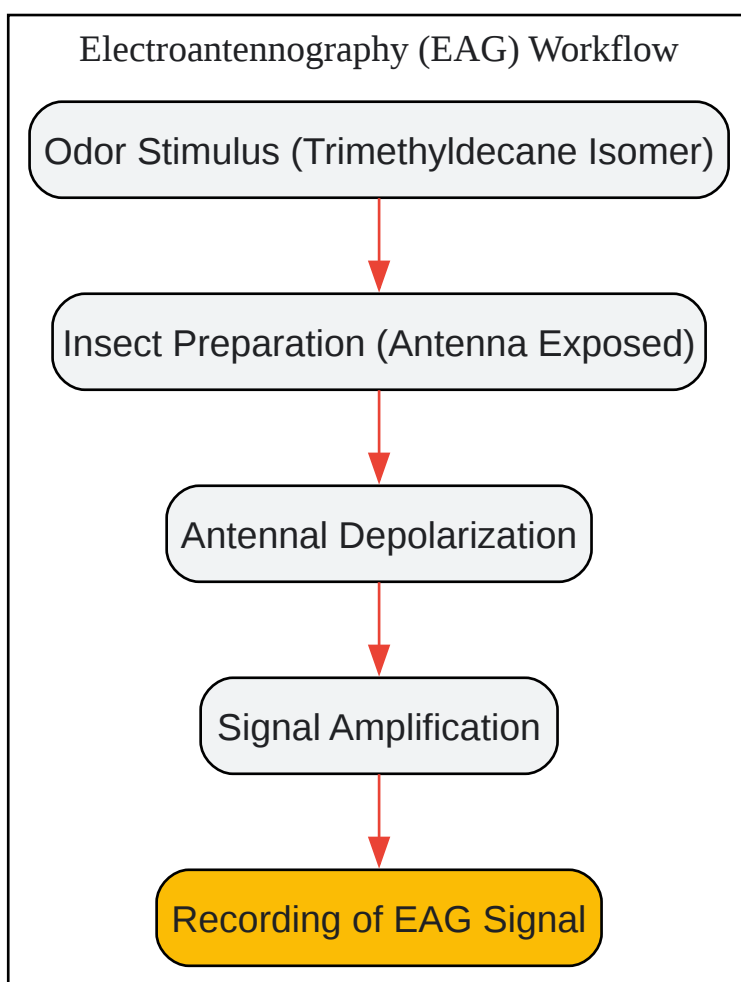 Electroantennography (EAG) Workflow
Odor Stimulus (Trimethyldecane Isomer)
Insect Preparation (Antenna Exposed)
Antennal Depolarization
Signal Amplification
Recording of EAG Signal